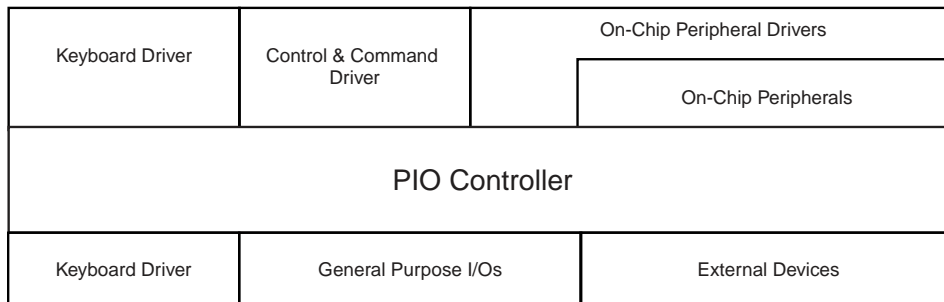 Keyboard Driver
Control & Command
Driver
On-Chip Peripheral Drivers
On-Chip Peripherals
PIO Controller
Keyboard Driver
General Purpose I/Os
External Devices